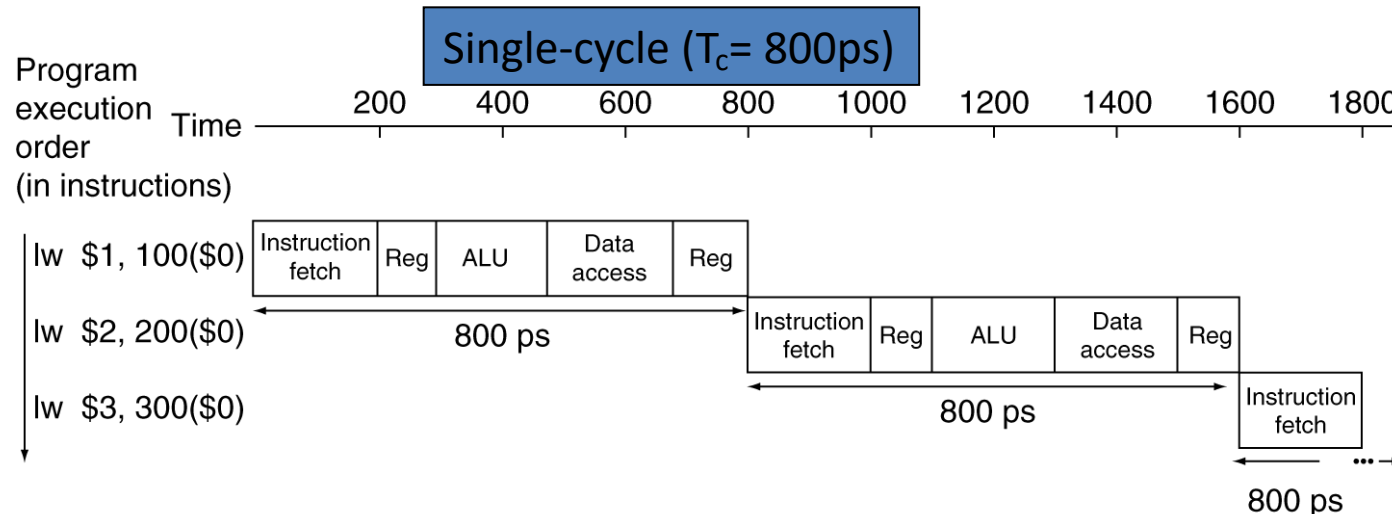 Single-cycle (Tc= 800ps)
Program
execution
order
(in instructions)
Time
200 400 600 800 1000 1200 1400 1600 1800
lw $1, 100($0)
Instruction
fetch
Reg
ALU
Data
access
Reg
800 ps
lw $2, 200($0)
Instruction
fetch
Reg
ALU
Data
access
Reg
800 ps
lw $3, 300($0)
Instruction
fetch
...
800 ps